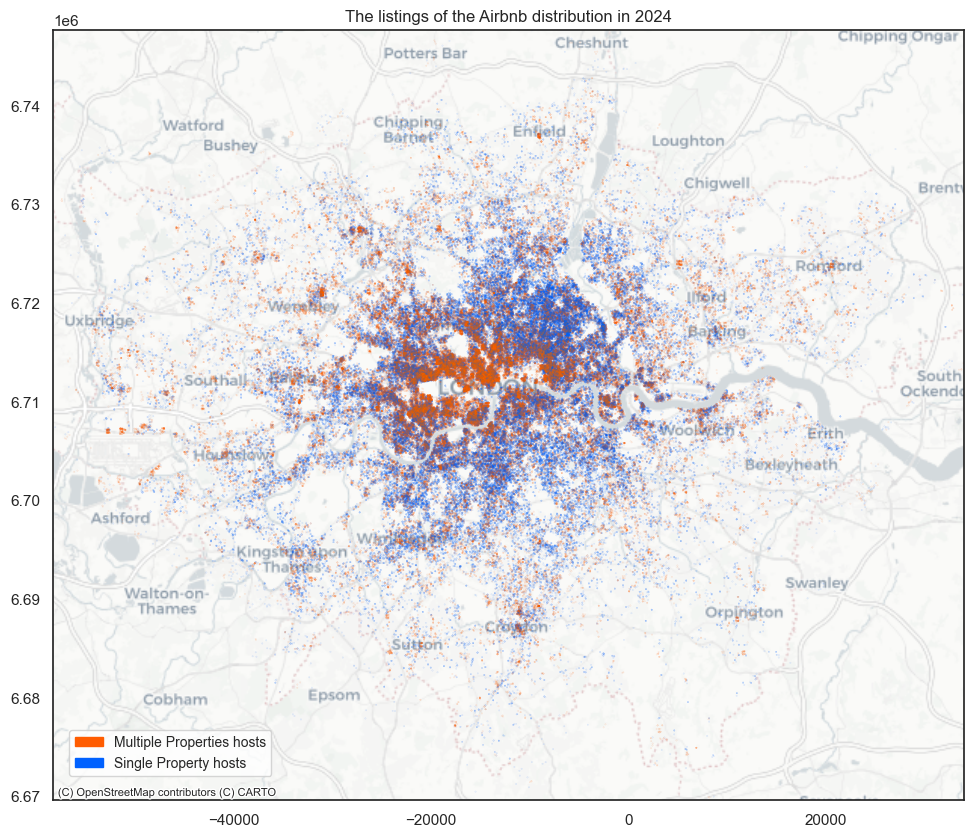 The listings of the Airbnb distribution in 2024
1e6
Chipping Ongar
Cheshunt
Potters Bar
6.74
Watford
Chipping
Barnet
Enfield
Bushey
Loughton
Chigwell
6.73
Brentw
Romford
6.72
Wembley
Ilford
Uxbridge
Barking
Southall
Ealing
LONDON
South
Ockendo
6.71
Woolwich
Erith
Hounslow
Bexleyheath
6.70
Ashford
Wimbledon
Kingston upon
Thames
Swanley
6.69
Walton-on-
Thames
Orpington
Croydon
Sutton
6.68
Cobham
Epsom
Multiple Properties hosts
Single Property hosts
(C) OpenStreetMap contributors (C) CARTO
6.67
−40000
−20000
0
20000